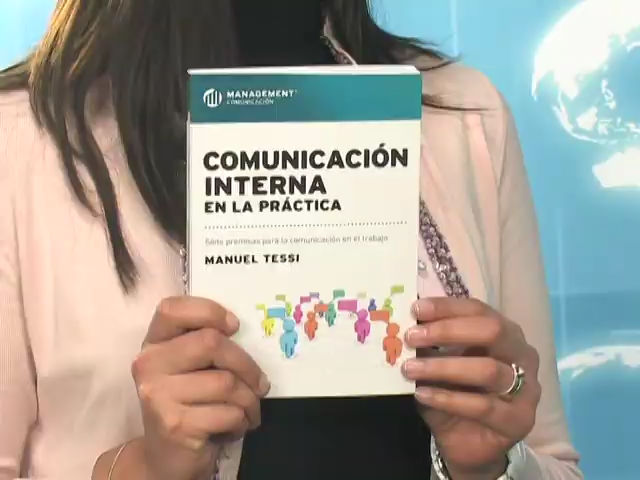 MANAGEMENT
COMUNICACIÓN
COMUNICACIÓN
INTERNA
EN LA PRÁCTICA
Siete premisas para la comunicación en el trabajo
MANUEL TESSI